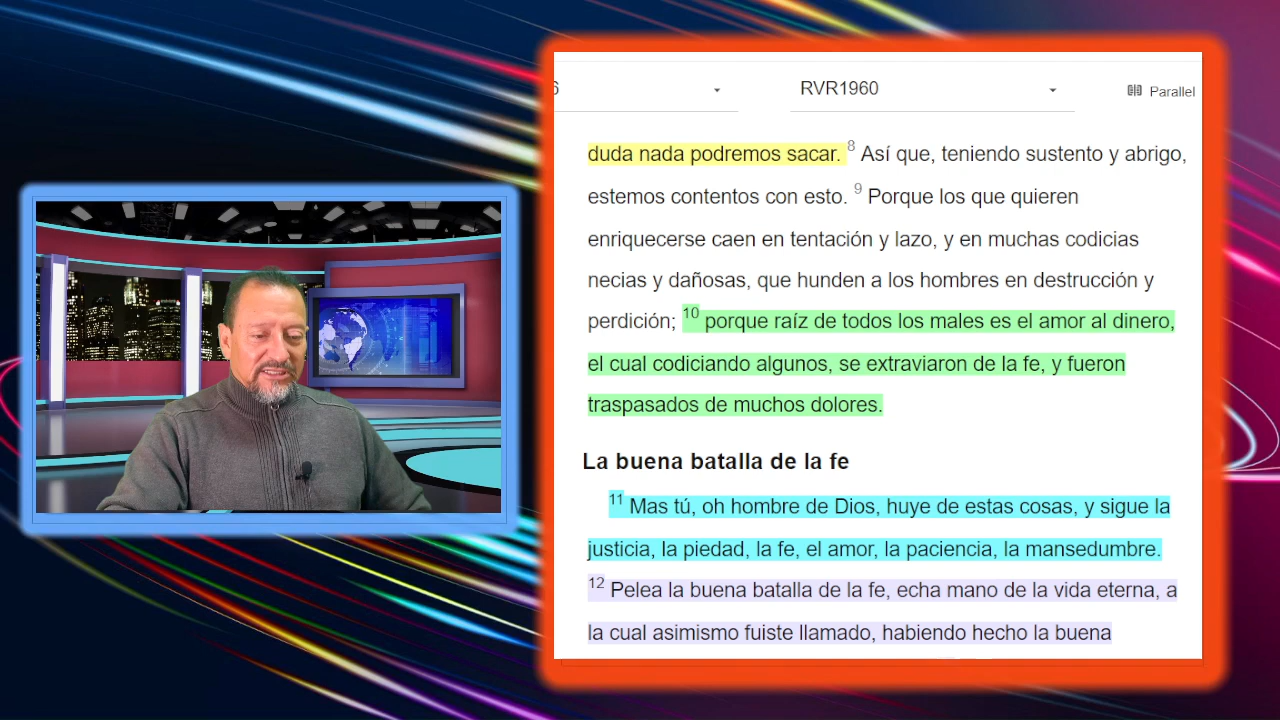 6 RVR1960 Parallel
duda nada podremos sacar. 8 Así que, teniendo sustento y abrigo,
estemos contentos con esto. 9 Porque los que quieren
enriquecerse caen en tentación y lazo, y en muchas codicias
necias y dañosas, que hunden a los hombres en destrucción y
perdición; 10 porque raíz de todos los males es el amor al dinero,
el cual codiciando algunos, se extraviaron de la fe, y fueron
traspasados de muchos dolores.
La buena batalla de la fe
11 Mas tú, oh hombre de Dios, huye de estas cosas, y sigue la
justicia, la piedad, la fe, el amor, la paciencia, la mansedumbre.
12 Pelea la buena batalla de la fe, echa mano de la vida eterna, a
la cual asimismo fuiste llamado, habiendo hecho la buena